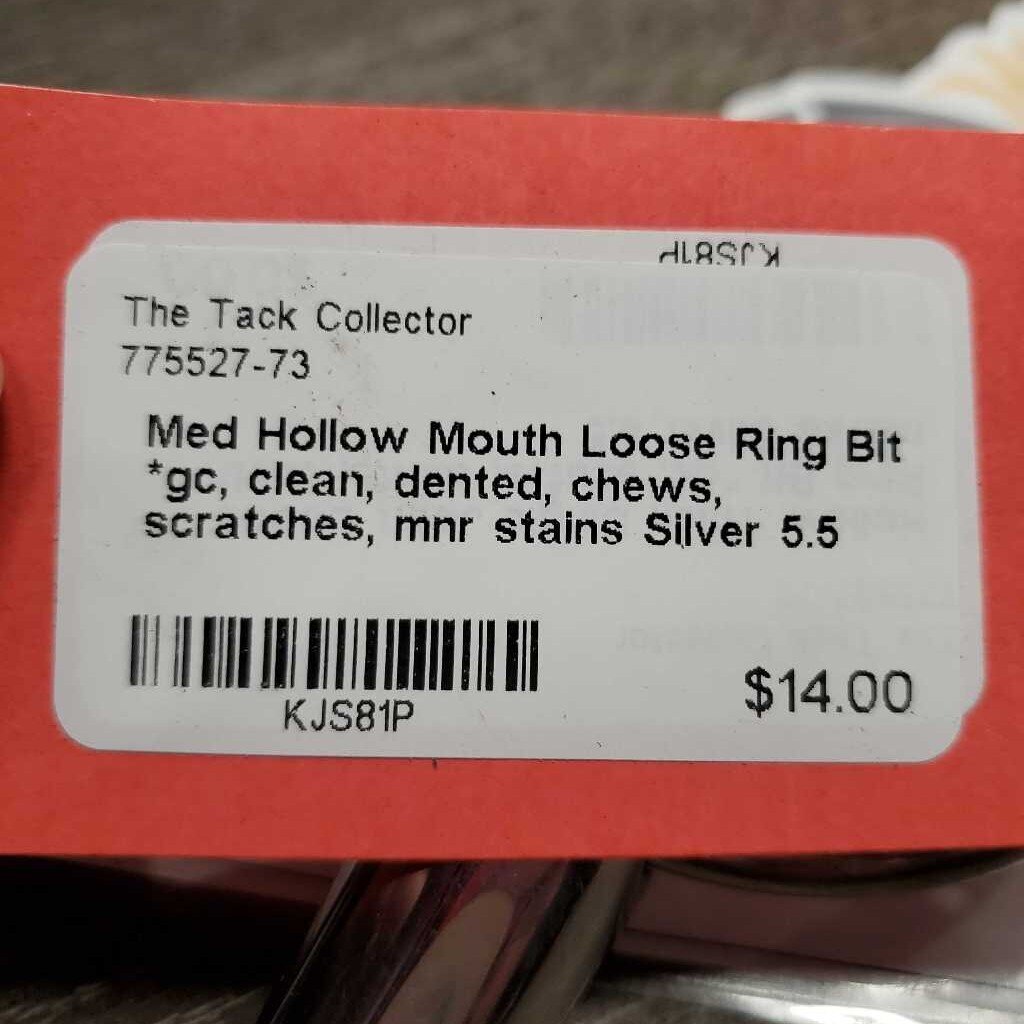 KJS81P
The Tack Collector
775527-73
Med Hollow Mouth Loose Ring Bit
*gc, clean, dented, chews,
scratches, mnr stains Silver 5.5
KJS81P
$14.00